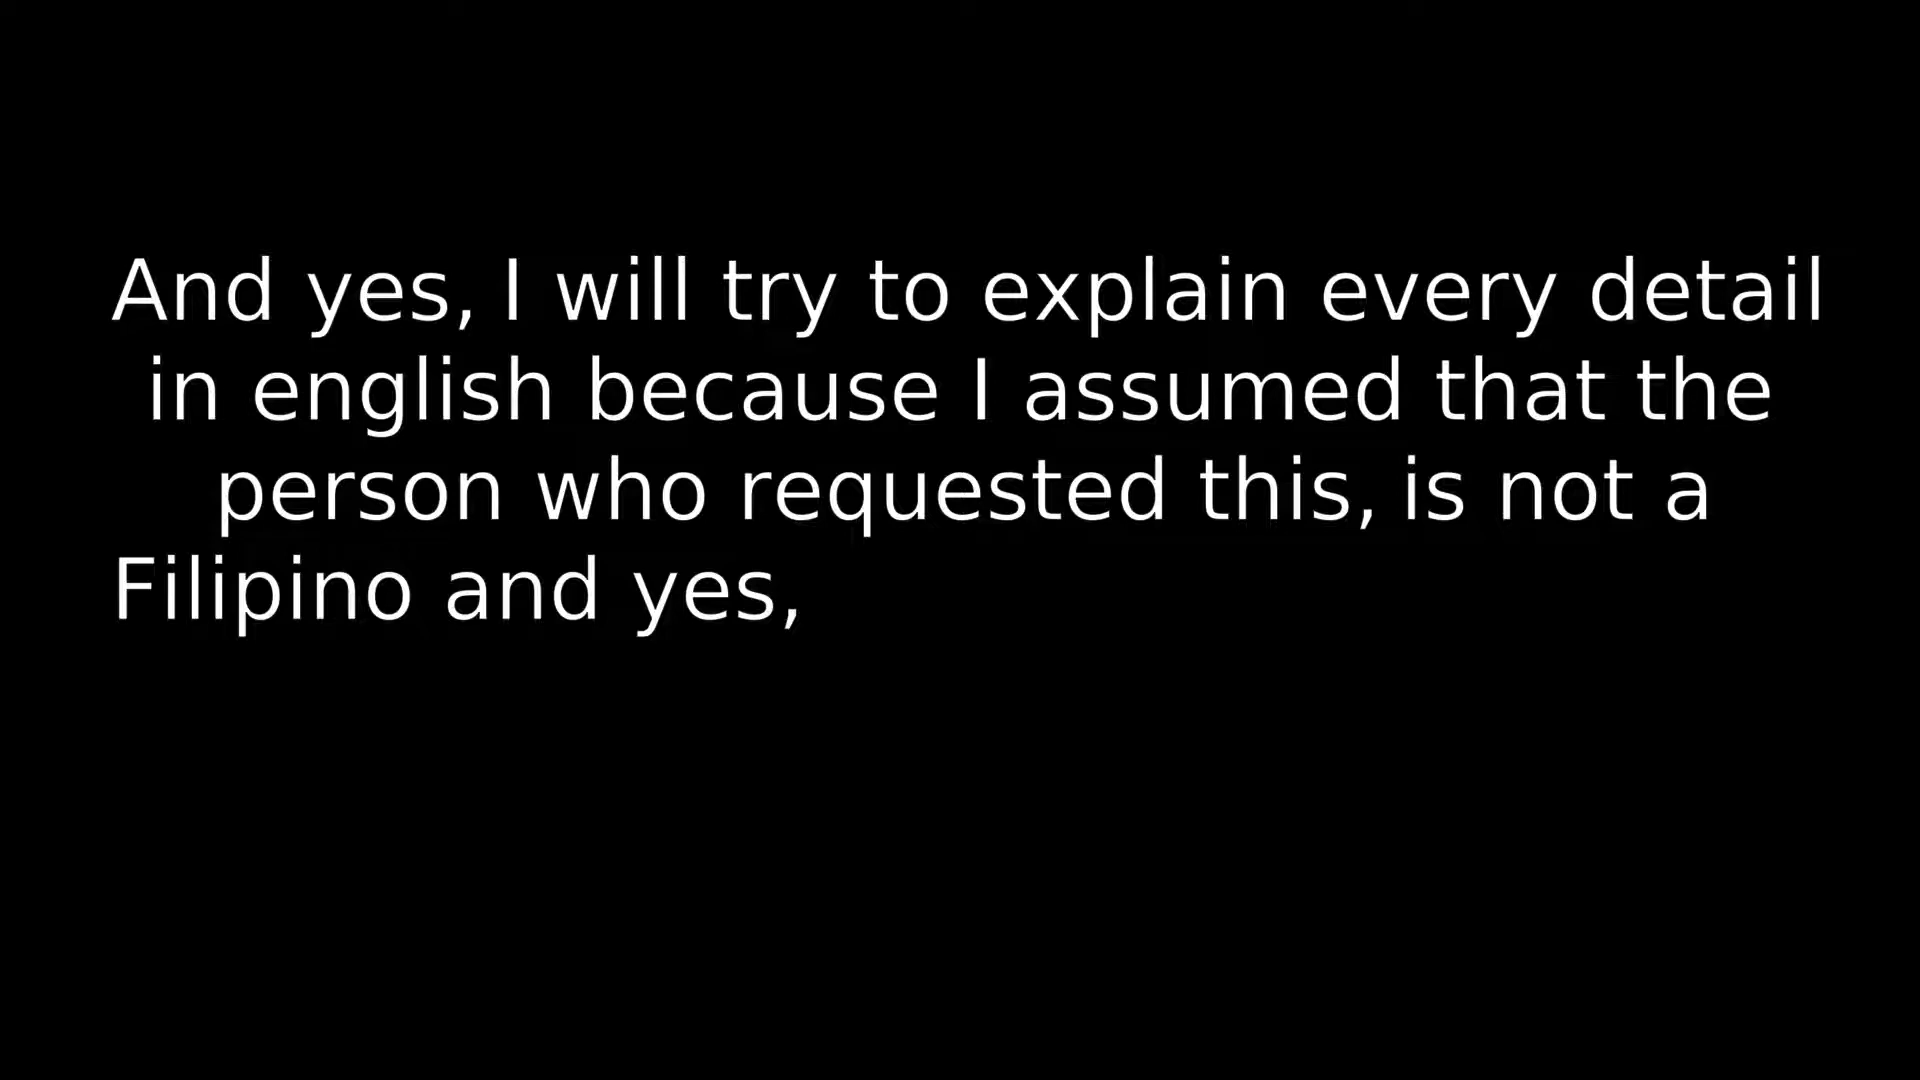 And yes, I will try to explain every detail
in english because I assumed that the
person who requested this, is not a
Filipino and yes,